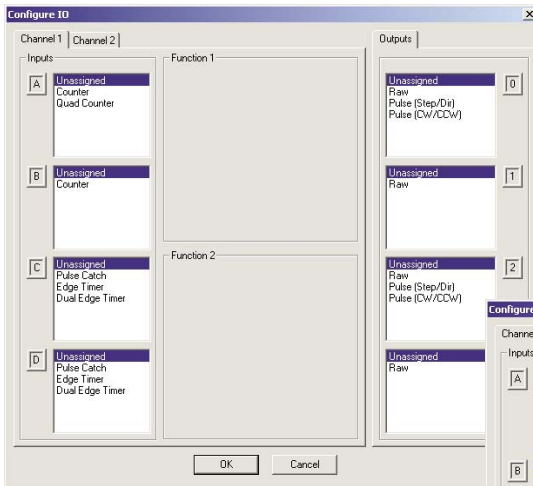 Configure IO
Channel 1
Channel 2
Outputs
Inputs
Function 1
A
Unassigned
Counter
Quad Counter
B
Unassigned
Counter
C
Unassigned
Pulse Catch
Edge Timer
Dual Edge Timer
D
Unassigned
Pulse Catch
Edge Timer
Dual Edge Timer
Function 2
Unassigned
Raw
Pulse (Step/Dir)
Pulse (CW/CCW)
0
Unassigned
Raw
1
Unassigned
Raw
Pulse (Step/Dir)
Pulse (CW/CCW)
2
Unassigned
Raw
OK
Cancel
Configure
Channe
Inputs
A
B